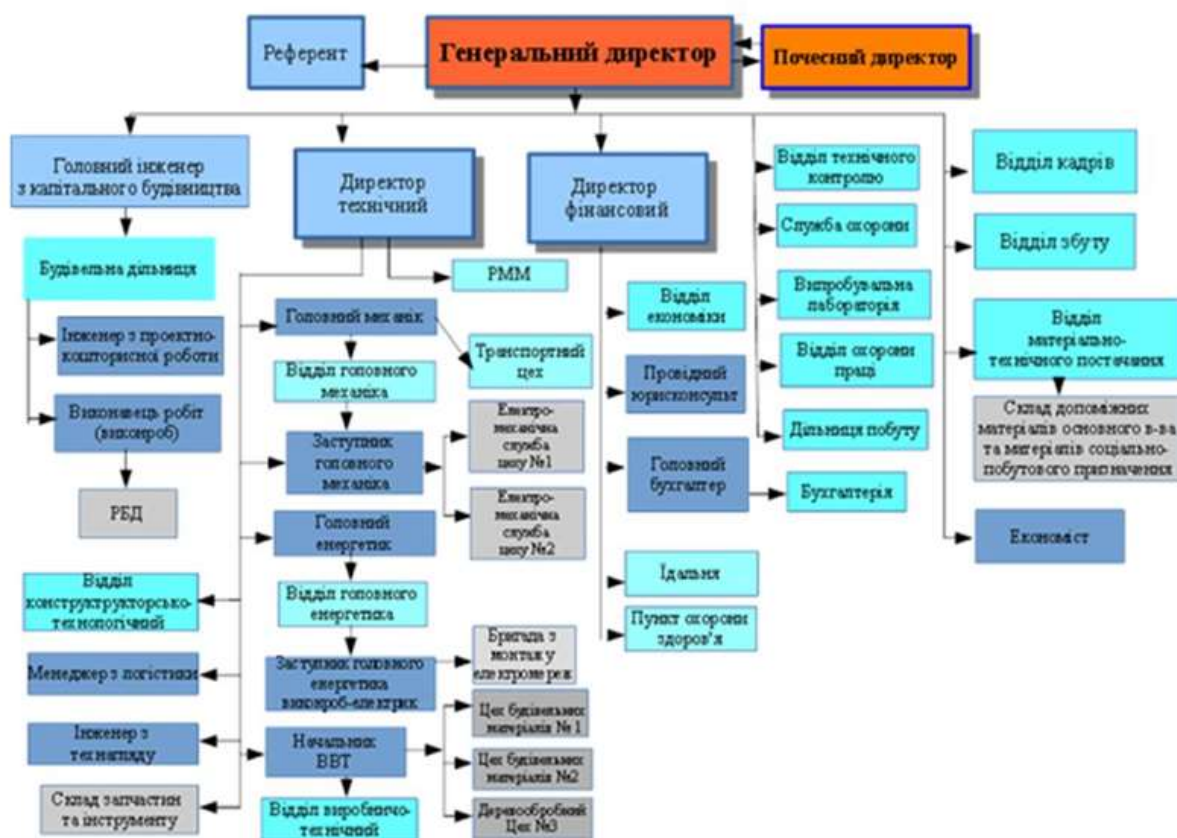 Референт
Генеральний директор
Почесний директор
Головний інженер
з капітального будівництва
Директор
технічний
Директор
фінансовий
Відділ технічного
контролю
Відділ кадрів
Служба охорони
Відділ збуту
Будівельна дільниця
РММ
Випробувальна
лабораторія
Відділ
економіки
Головний механік
Інженер з проектно-
кошторисної роботи
Транспортний
цех
Відділ охорони
праці
Відділ
матеріально-
технічного постачання
Відділ головного
механіка
Провідний
юрисконсульт
Виконавець робіт
(виконроб)
Заступник
головного
механіка
Електро-
механічна
служба
цеху №1
Дільниця побуту
Склад допоміжних
матеріалів основного в-ва
та матеріалів соціально-
побутового призначення
Головний
бухгалтер
Бухгалтерія
РБД
Електро-
механічна
служба
цеху №2
Головний
енергетик
Економіст
Відділ
конструктрукторсько-
технологічний
Відділ головного
енергетика
Їдальня
Пункт охорони
здоров'я
Менеджер з логістики
Заступник головного
енергетика
виконроб-електрик
Бригада з
монтажу
електромереж
Інженер з
технагляду
Начальник
ВВТ
Цех будівельних
матеріалів № 1
Цех будівельних
матеріалів №2
Склад запчастин
та інструменту
Відділ виробничо-
технічний
Деревообробний
Цех №3